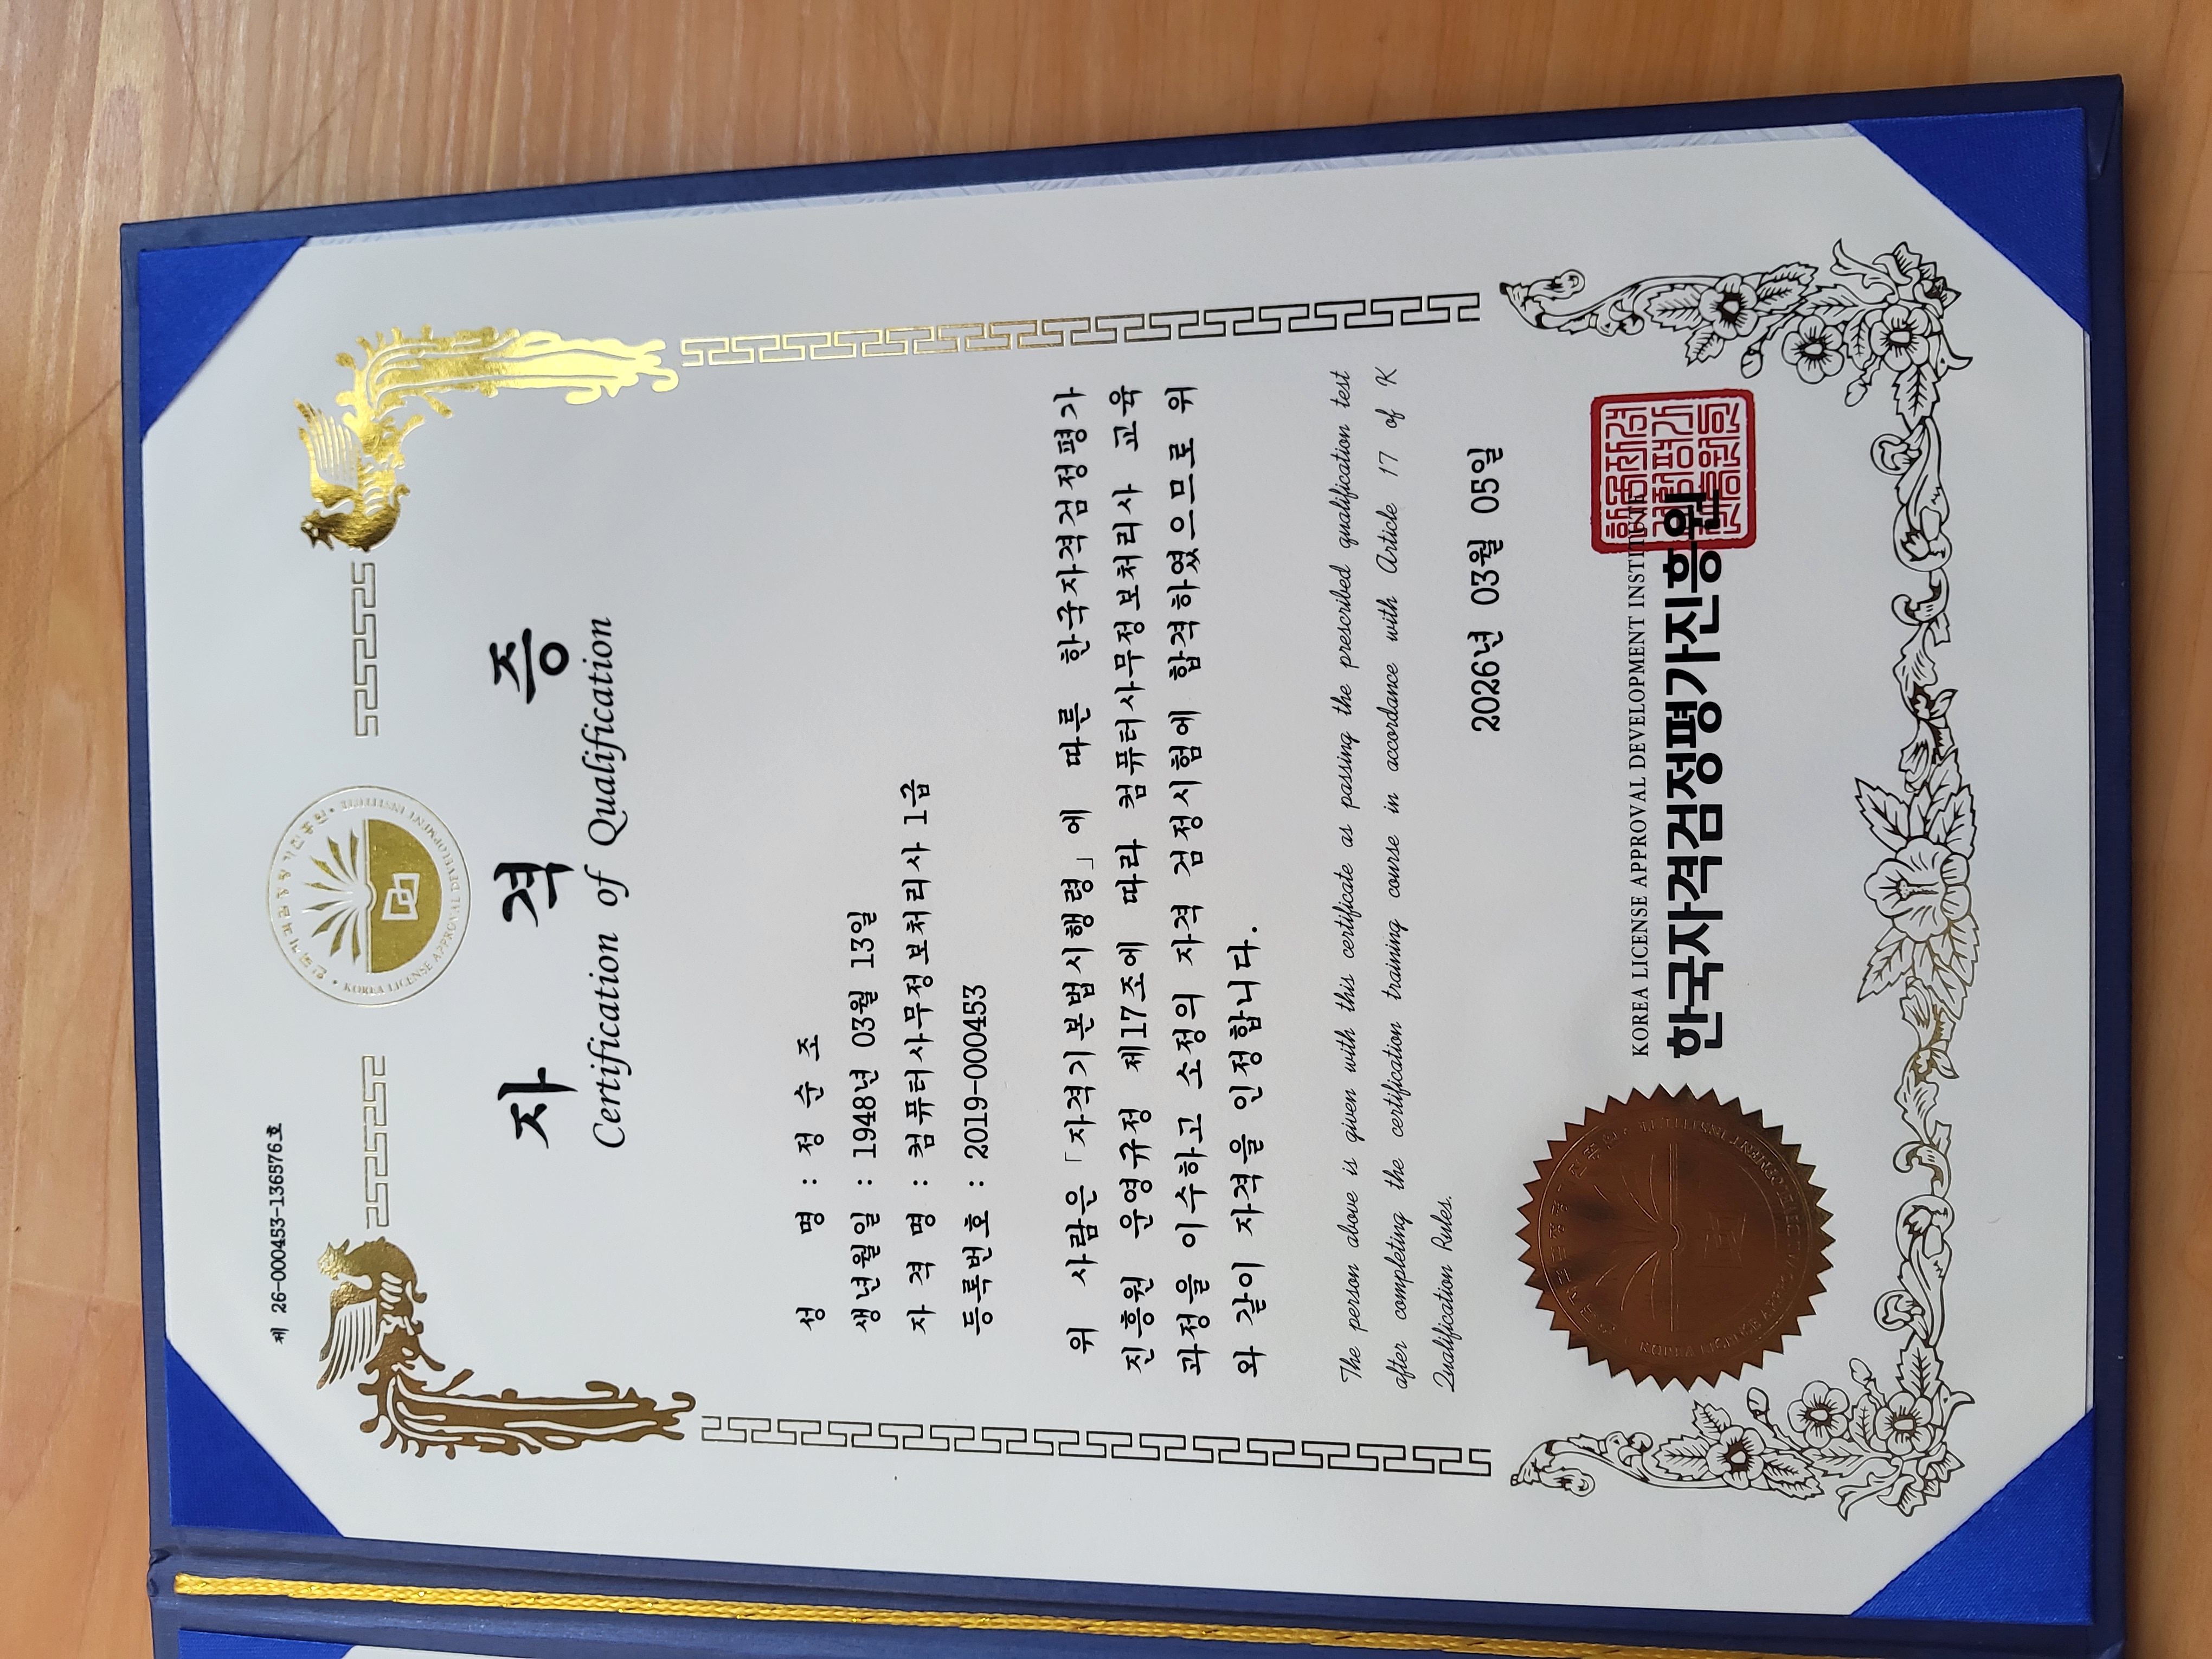 제 26-000453-136576호
자 격 증
Certification of Qualification
성 명 : 정 순 조
생년월일 : 1948년 03월 13일
자 격 명 : 컴퓨터사무정보처리사 1급
등록번호 : 2019-000453
위 사람은 「자격기본법시행령」에 따른 한국자격검정평가
진흥원 운영규정 제17조에 따라 컴퓨터사무정보처리사 교육
과정을 이수하고 소정의 자격 검정시험에 합격하였으므로 위
와 같이 자격을 인정합니다.
The person above is given with this certificate as passing the prescribed qualification test
after completing the certification training course in accordance with Article 17 of K
Qualification Rules.
2026년 03월 05일
KOREA LICENSE APPROVAL DEVELOPMENT INSTITUTE
한국자격검정평가진흥원